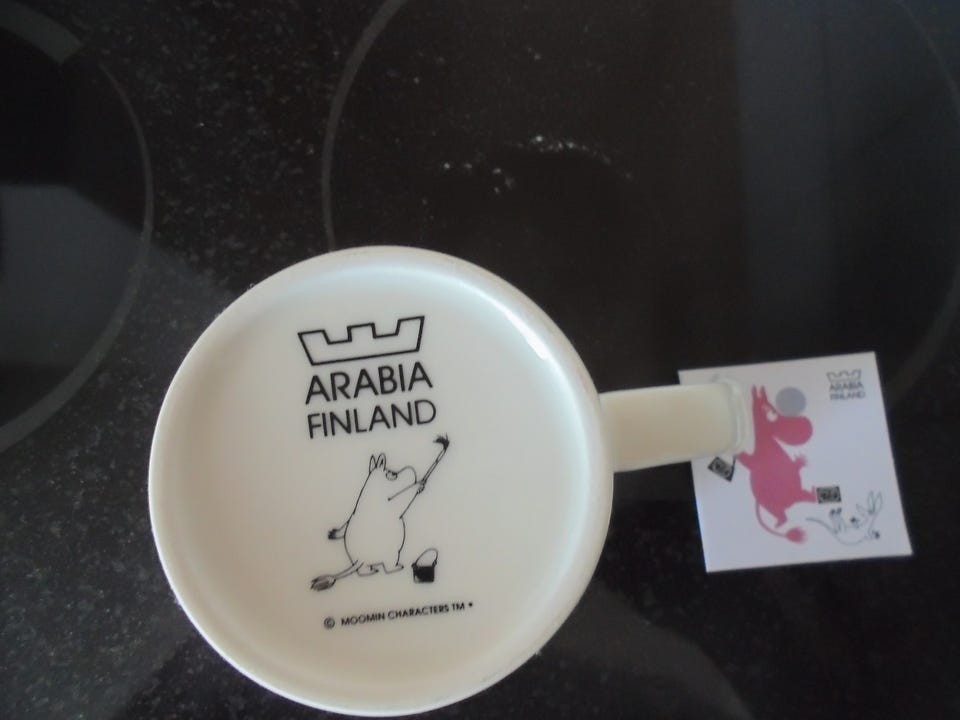 ARABIA
FINLAND
© MOOMIN CHARACTERS TM •
ARABIA
FINLAND